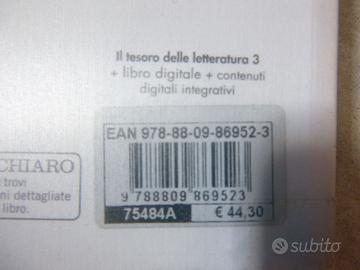 Il tesoro delle letteratura 3
+ libro digitale + contenuti
digitali integrativi
EAN 978-88-09-86952-3
CHIARO
trovi
ni dettagliate
libro.
9 788809 869523
75484A
€ 44,30
subito